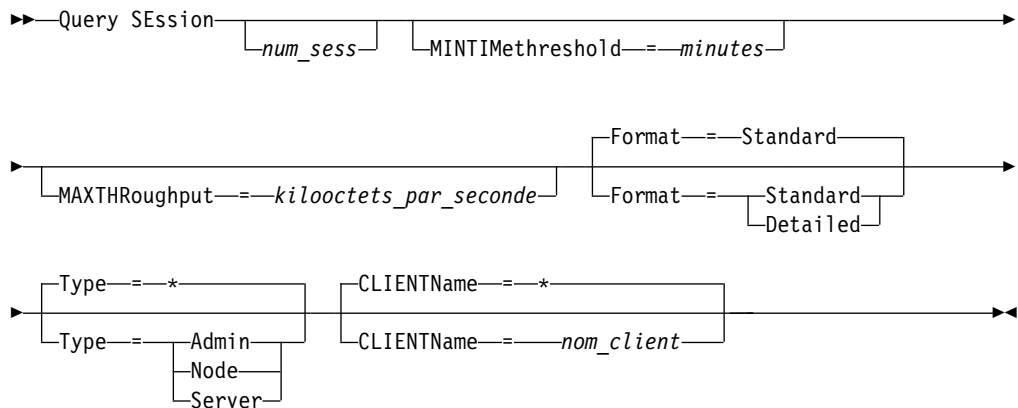 Query SEssion
num_sess
MINTIMethreshold = minutes
Format = Standard
MAXTHRoughput = kilooctets_par_seconde
Format = Standard
Detailed
Type = *
CLIENTName = *
Type = Admin
Node
Server
CLIENTName = nom_client